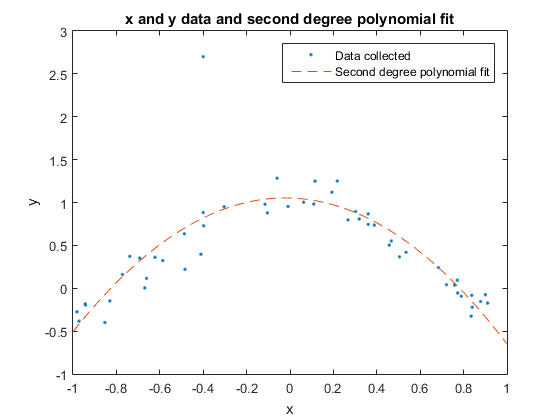 x and y data and second degree polynomial fit
Data collected
Second degree polynomial fit
3
2.5
2
1.5
1
0.5
0
-0.5
-1
y
-1 -0.8 -0.6 -0.4 -0.2 0 0.2 0.4 0.6 0.8 1
x